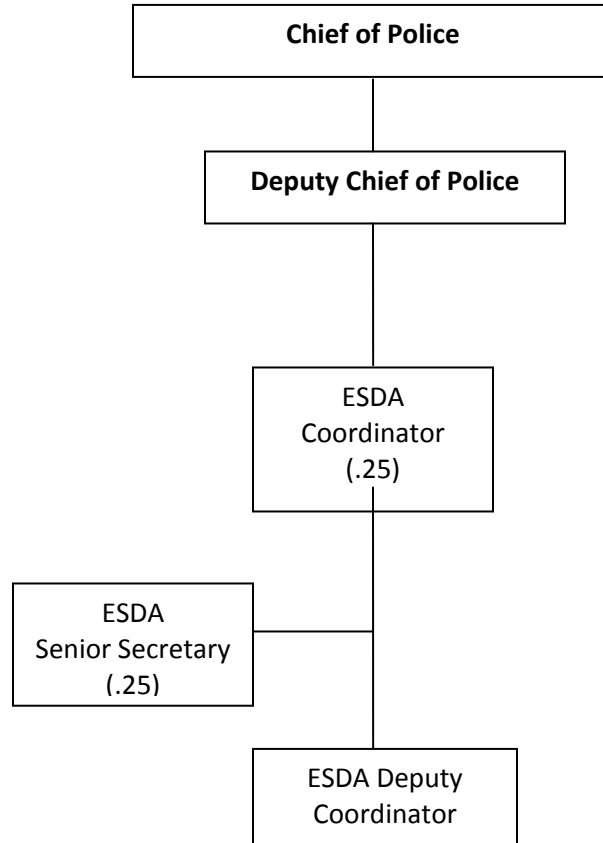 Chief of Police
Deputy Chief of Police
ESDA
Coordinator
(.25)
ESDA
Senior Secretary
(.25)
ESDA Deputy
Coordinator